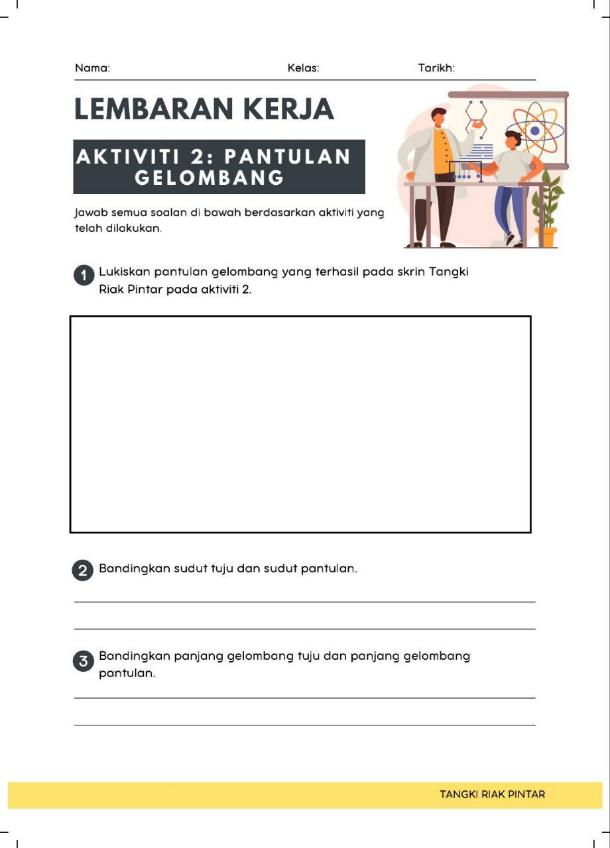 Nama: Kelas: Tarikh:
LEMBARAN KERJA
AKTIVITI 2: PANTULAN
GELOMBANG
Jawab semua soalan di bawah berdasarkan aktiviti yang
telah dilakukan.
1 Lukiskan pantulan gelombang yang terhasil pada skrin Tangki
Riak Pintar pada aktiviti 2.
2 Bandingkan sudut tuju dan sudut pantulan.
3 Bandingkan panjang gelombang tuju dan panjang gelombang
pantulan.
TANGKI RIAK PINTAR